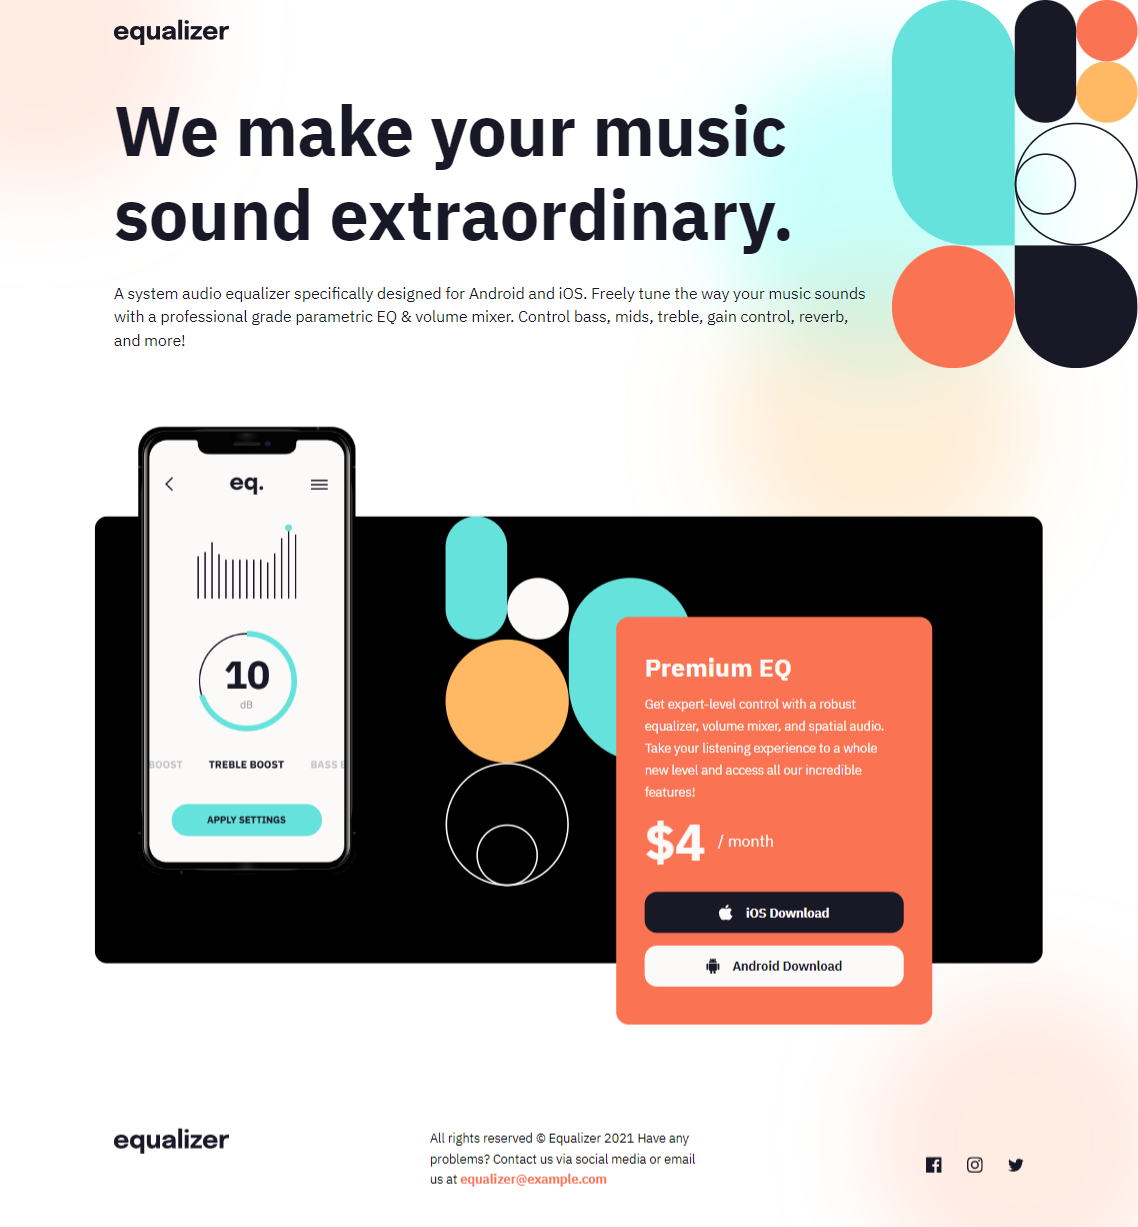 equalizer
We make your music
sound extraordinary.
A system audio equalizer specifically designed for Android and iOS. Freely tune the way your music sounds
with a professional grade parametric EQ & volume mixer. Control bass, mids, treble, gain control, reverb,
and more!
eq.
10
dB
BOOST TREBLE BOOST BASS B
APPLY SETTINGS
Premium EQ
Get expert-level control with a robust
equalizer, volume mixer, and spatial audio.
Take your listening experience to a whole
new level and access all our incredible
features!
$4 / month
iOS Download
Android Download
equalizer
All rights reserved © Equalizer 2021 Have any
problems? Contact us via social media or email
us at equalizer@example.com